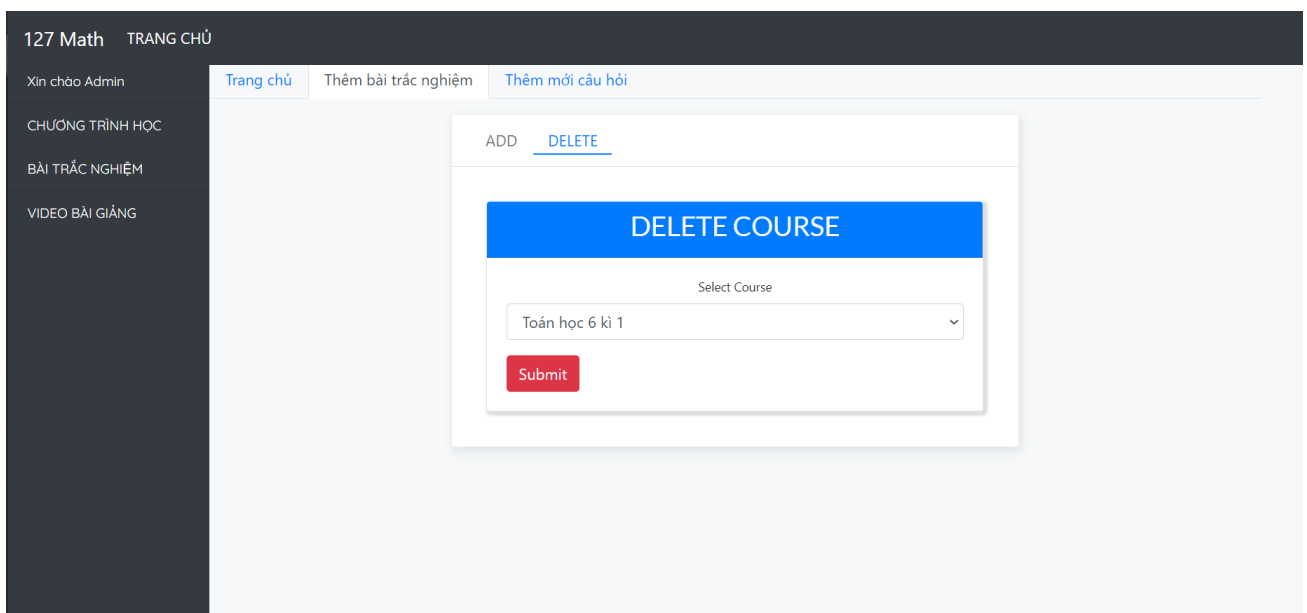 127 Math TRANG CHỦ
Xin chào Admin
CHƯƠNG TRÌNH HỌC
BÀI TRẮC NGHIỆM
VIDEO BÀI GIẢNG
Trang chủ Thêm bài trắc nghiệm Thêm mới câu hỏi
ADD DELETE
DELETE COURSE
Select Course
Toán học 6 kì 1
Submit